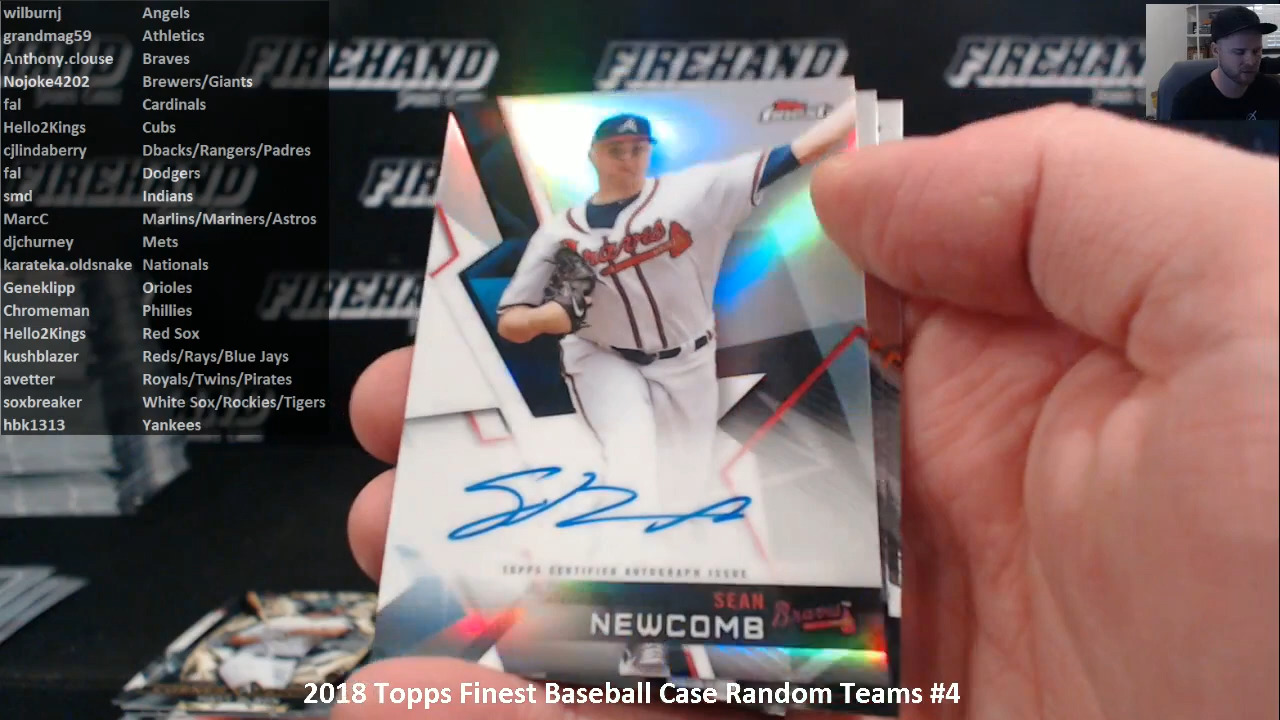 wilburnj Angels
grandmag59 Athletics
Anthony.clouse Braves
Nojoke4202 Brewers/Giants
fal Cardinals
Hello2Kings Cubs
cjlindaberry Dbacks/Rangers/Padres
fal Dodgers
smd Indians
MarcC Marlins/Mariners/Astros
djchurney Mets
karateka.oldsnake Nationals
Geneklipp Orioles
Chromeman Phillies
Hello2Kings Red Sox
kushblazer Reds/Rays/Blue Jays
avetter Royals/Twins/Pirates
soxbreaker White Sox/Rockies/Tigers
hbk1313 Yankees
FIREHAND FIREHAND FIREHAND
Topps
Finest
Braves
TOPPS CERTIFIED AUTOGRAPH ISSUE
SEAN
NEWCOMB Braves
2018 Topps Finest Baseball Case Random Teams #4